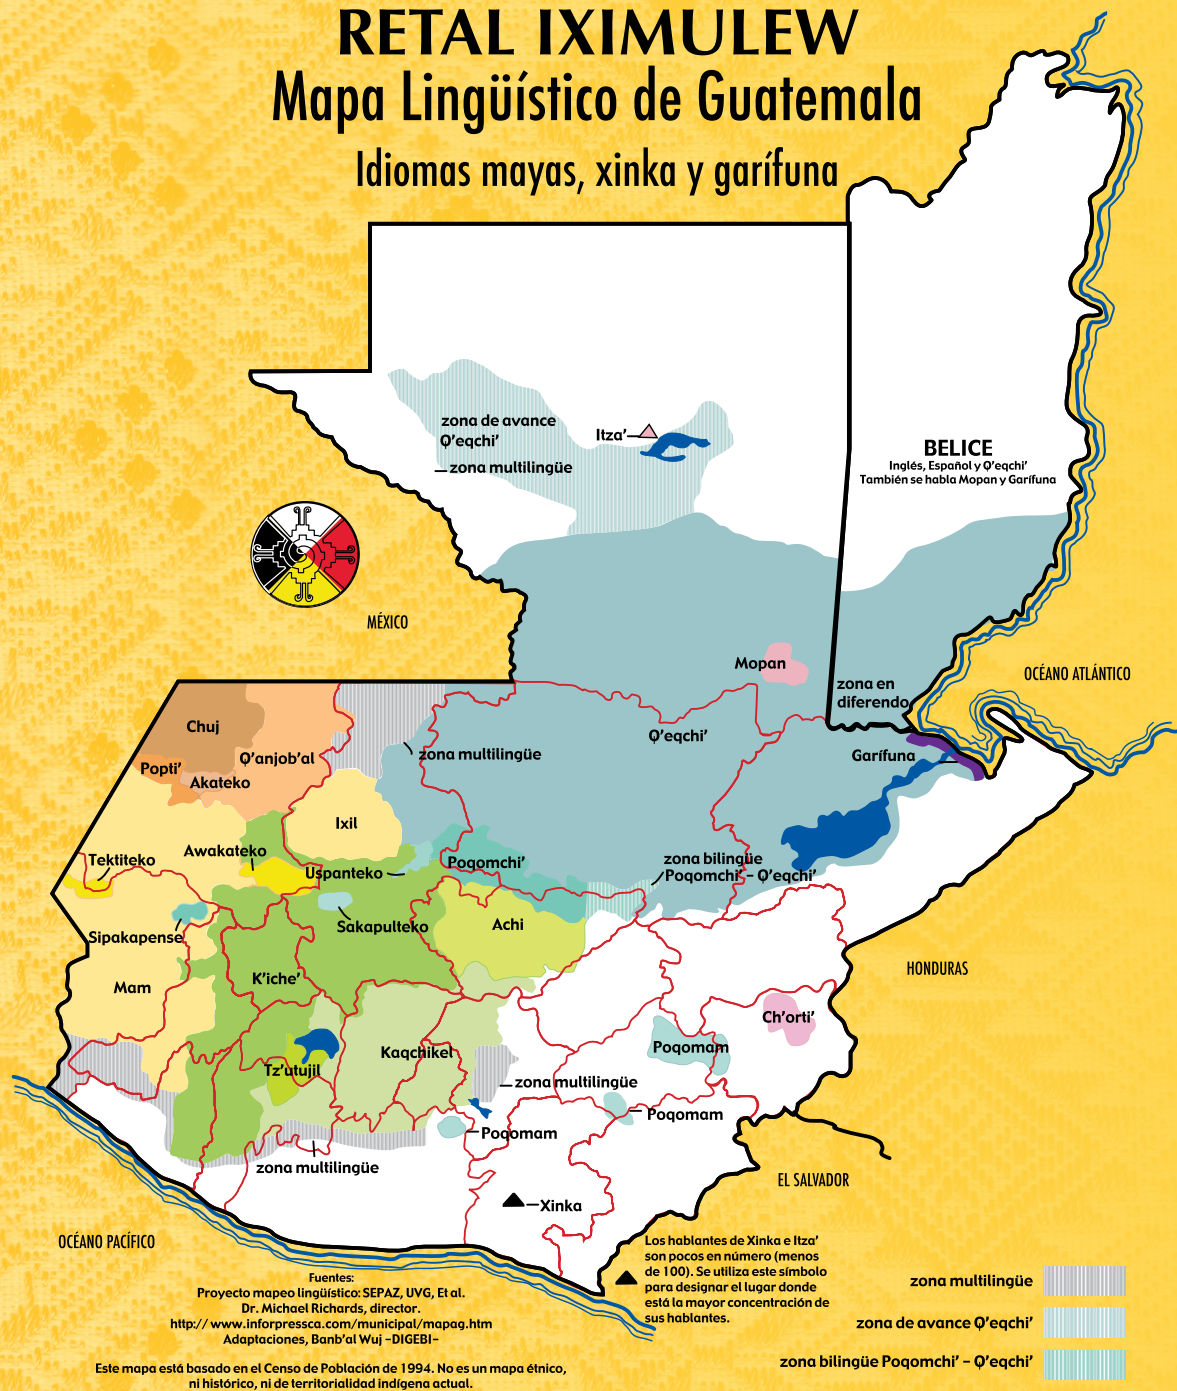 RETAL IXIMULEW
Mapa Lingüístico de Guatemala
Idiomas mayas, xinka y garífuna
zona de avance
Q'eqchi'
zona multilingüe
Itza'
BELICE
Inglés, Español y Q'eqchi'
También se habla Mopan y Garífuna
MÉXICO
Mopan
zona en
diferendo
OCÉANO ATLÁNTICO
Chuj
Q'anjob'al
Popti'
Akateko
zona multilingüe
Q'eqchi'
Garífuna
Ixil
Tektiteko
Awakateko
Uspanteko
Poqomchi'
zona bilingüe
Poqomchi' - Q'eqchi'
Sipakapense
Sakapulteko
Achi
HONDURAS
Mam
K'iche'
Ch'orti'
Kaqchikel
Poqomam
Tz'utujil
zona multilingüe
Poqomam
Poqomam
zona multilingüe
EL SALVADOR
Xinka
OCÉANO PACÍFICO
Los hablantes de Xinka e Itza'
son pocos en número (menos
de 100). Se utiliza este símbolo
para designar el lugar donde
está la mayor concentración de
sus hablantes.
zona multilingüe
zona de avance Q'eqchi'
zona bilingüe Poqomchi' - Q'eqchi'
Fuentes:
Proyecto mapeo lingüístico: SEPAZ, UVG, Et al.
Dr. Michael Richards, director.
http:// www.inforpressca.com/municipal/mapag.htm
Adaptaciones, Banb'al Wuj -DIGEBI-
Este mapa está basado en el Censo de Población de 1994. No es un mapa étnico,
ni histórico, ni de territorialidad indígena actual.